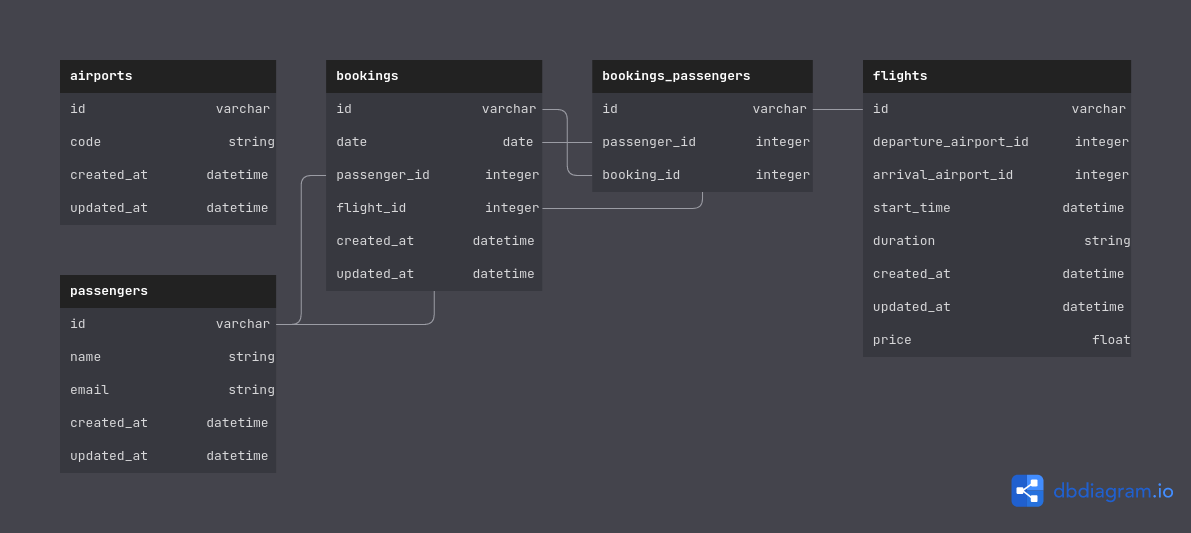 airports
id varchar
code string
created_at datetime
updated_at datetime
bookings
id varchar
date date
passenger_id integer
flight_id integer
created_at datetime
updated_at datetime
bookings_passengers
id varchar
passenger_id integer
booking_id integer
flights
id varchar
departure_airport_id integer
arrival_airport_id integer
start_time datetime
duration string
created_at datetime
updated_at datetime
price float
passengers
id varchar
name string
email string
created_at datetime
updated_at datetime
dbdiagram.io